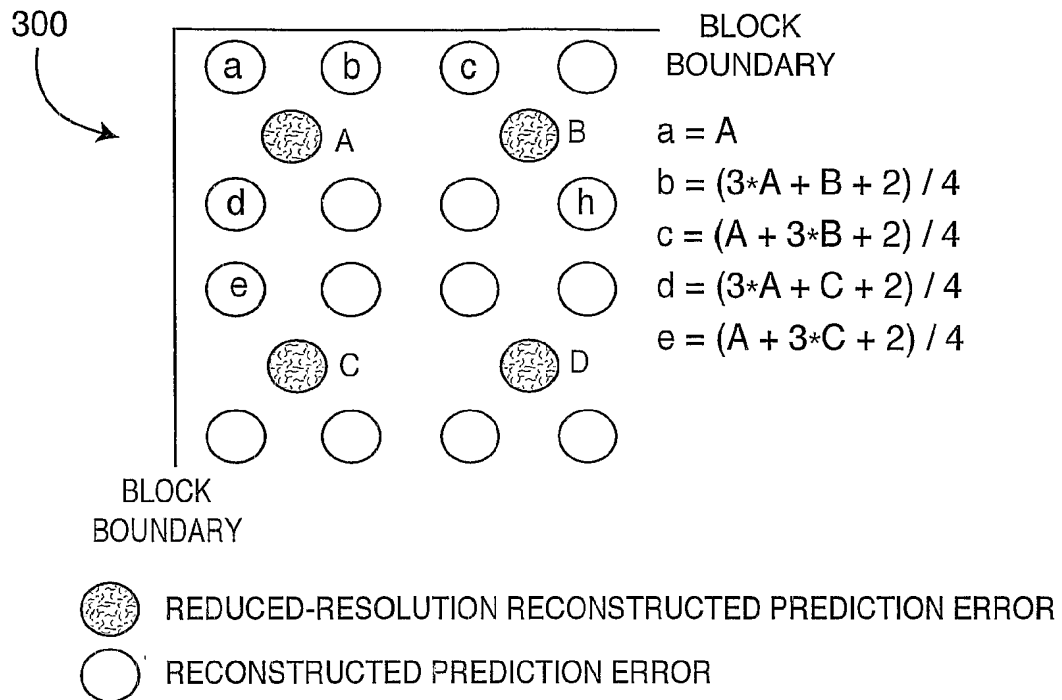 300
BLOCK
BOUNDARY
a b c
A B
d h
e
C D
a = A
b = (3*A + B + 2) / 4
c = (A + 3*B + 2) / 4
d = (3*A + C + 2) / 4
e = (A + 3*C + 2) / 4
BLOCK
BOUNDARY
REDUCED-RESOLUTION RECONSTRUCTED PREDICTION ERROR
RECONSTRUCTED PREDICTION ERROR